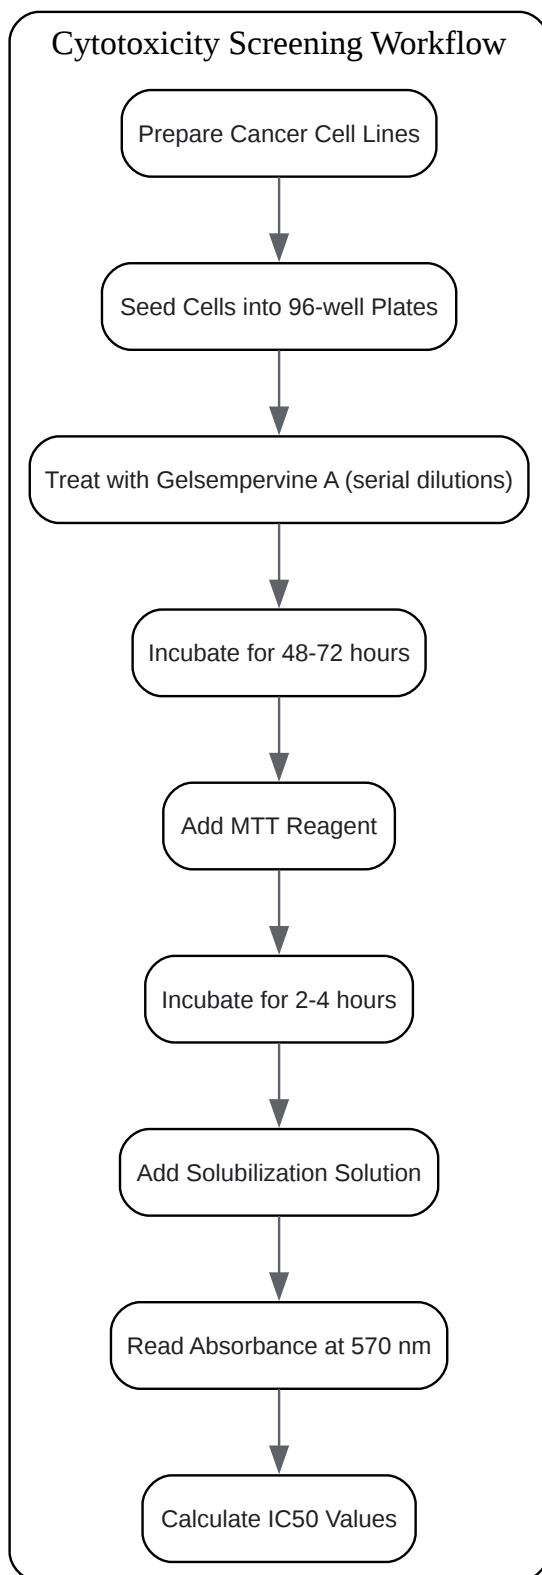 Cytotoxicity Screening Workflow
Prepare Cancer Cell Lines
Seed Cells into 96-well Plates
Treat with Gelsempervine A (serial dilutions)
Incubate for 48-72 hours
Add MTT Reagent
Incubate for 2-4 hours
Add Solubilization Solution
Read Absorbance at 570 nm
Calculate IC50 Values